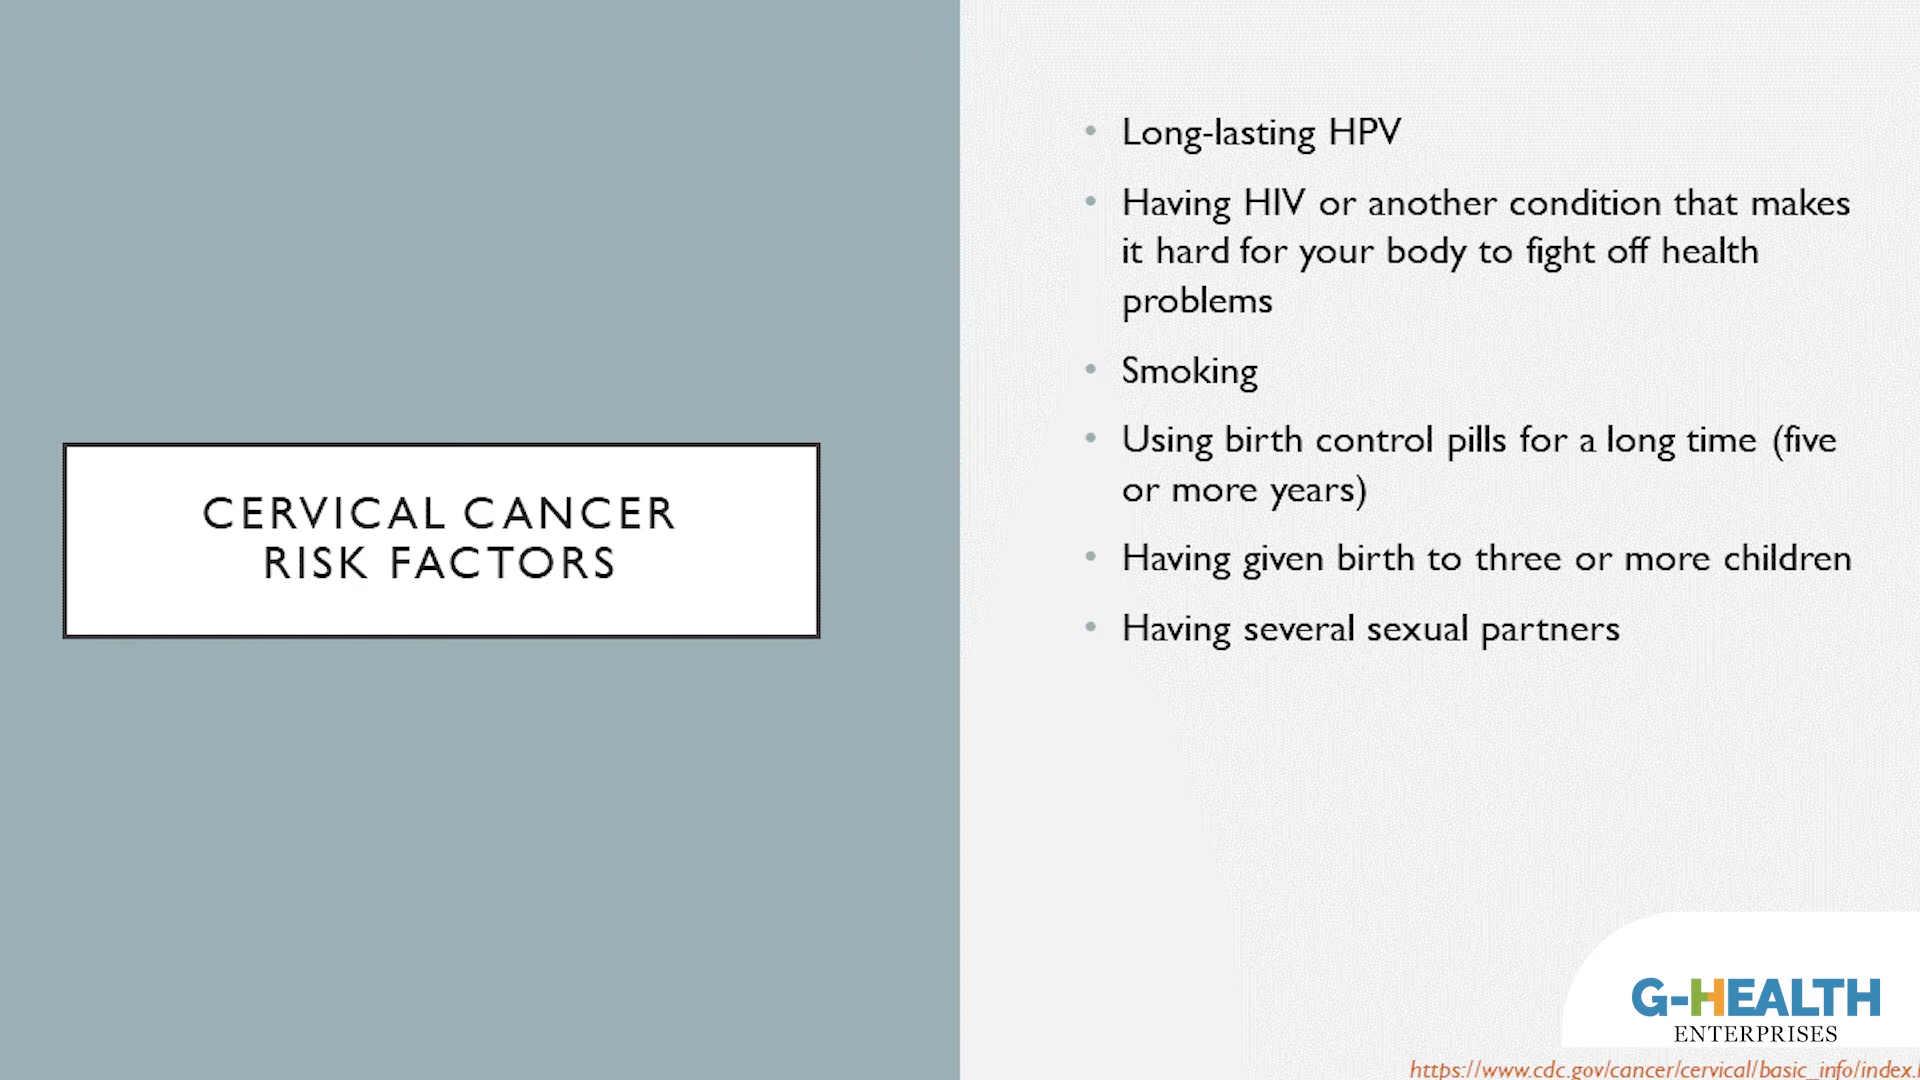 CERVICAL CANCER
RISK FACTORS
• Long-lasting HPV
• Having HIV or another condition that makes
it hard for your body to fight off health
problems
• Smoking
• Using birth control pills for a long time (five
or more years)
• Having given birth to three or more children
• Having several sexual partners
G-HEALTH
ENTERPRISES
https://www.cdc.gov/cancer/cervical/basic_info/index.